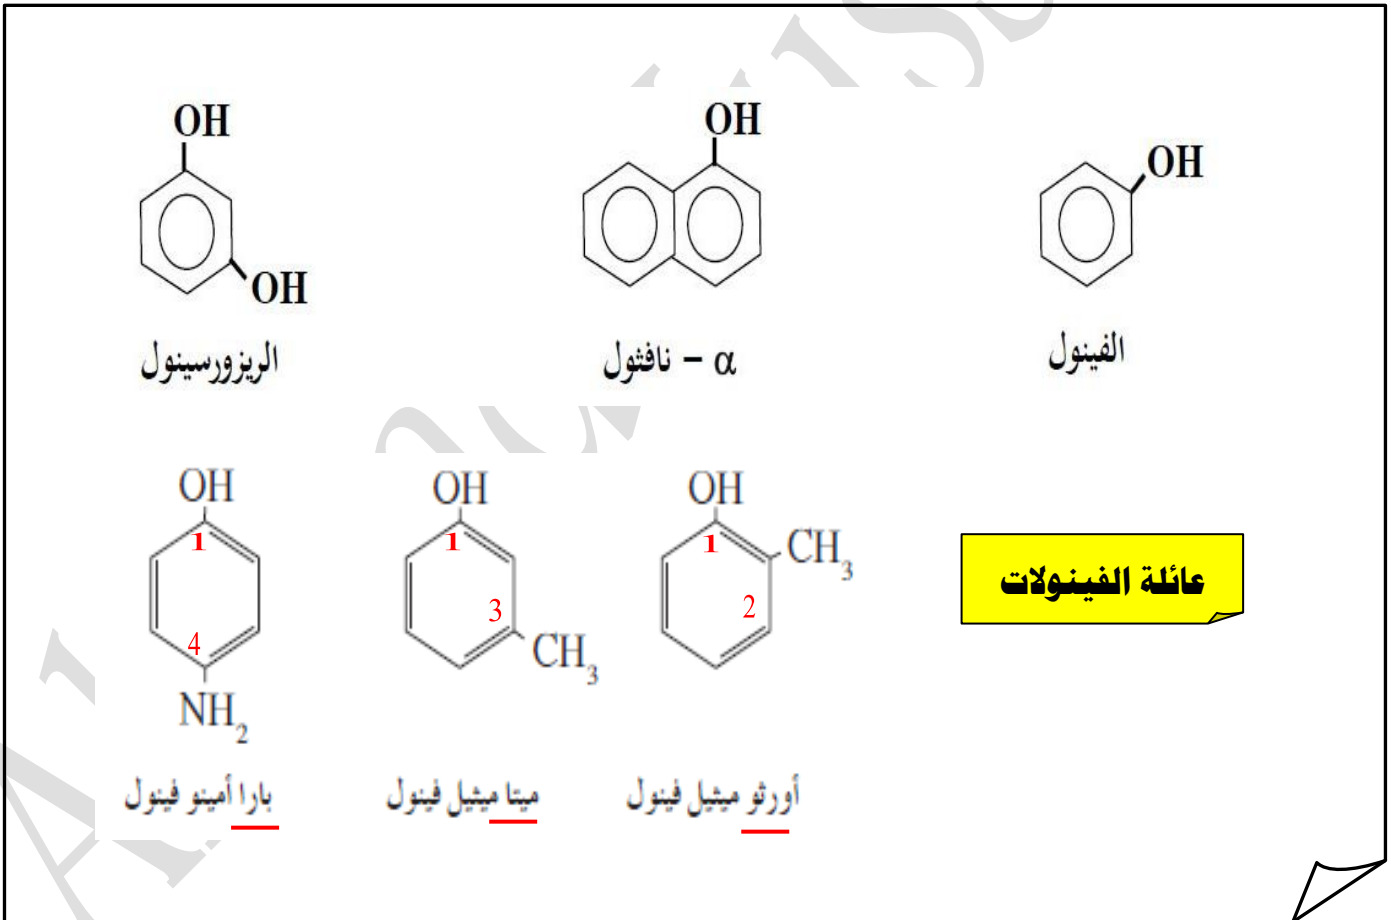 OH
OH
OH
OH
الفينول
α – نافثول
الريزورسينول
عائلة الفينولات
OH
1
2
CH3
أورثو ميثيل فينول
OH
1
3
CH3
ميتا ميثيل فينول
OH
1
4
NH2
بارا أمينو فينول